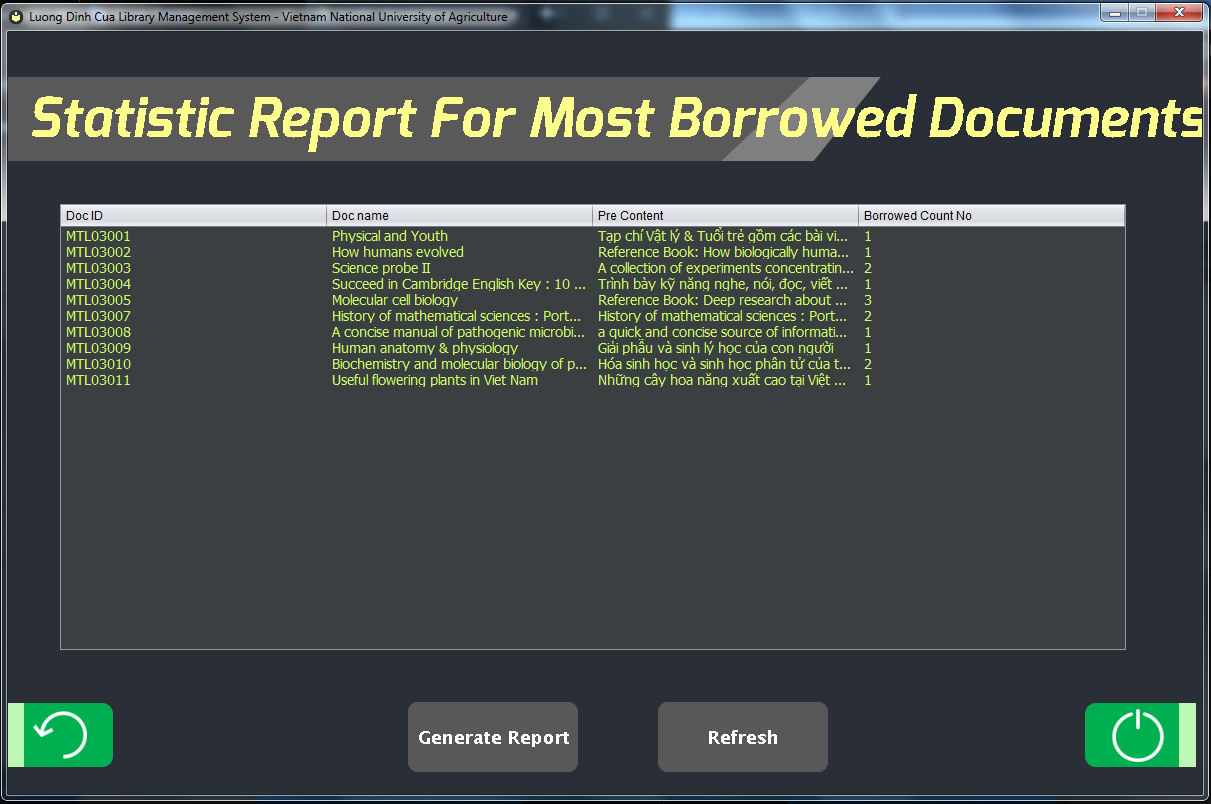 Luong Dinh Cua Library Management System - Vietnam National University of Agriculture
Statistic Report For Most Borrowed Documents
Doc ID Doc name Pre Content Borrowed Count No
MTL03001 Physical and Youth Tạp chí Vật lý & Tuổi trẻ gồm các bài vi... 1
MTL03002 How humans evolved Reference Book: How biologically huma... 1
MTL03003 Science probe II A collection of experiments concentratin... 2
MTL03004 Succeed in Cambridge English Key : 10 ... Trình bày kỹ năng nghe, nói, đọc, viết ... 1
MTL03005 Molecular cell biology Reference Book: Deep research about ... 3
MTL03007 History of mathematical sciences : Port... History of mathematical sciences : Port... 2
MTL03008 A concise manual of pathogenic microbi... a quick and concise source of informati... 1
MTL03009 Human anatomy & physiology Giải phẫu và sinh lý học của con người 1
MTL03010 Biochemistry and molecular biology of p... Hóa sinh học và sinh học phân tử của t... 2
MTL03011 Useful flowering plants in Viet Nam Những cây hoa năng xuất cao tại Việt ... 1
Generate Report Refresh